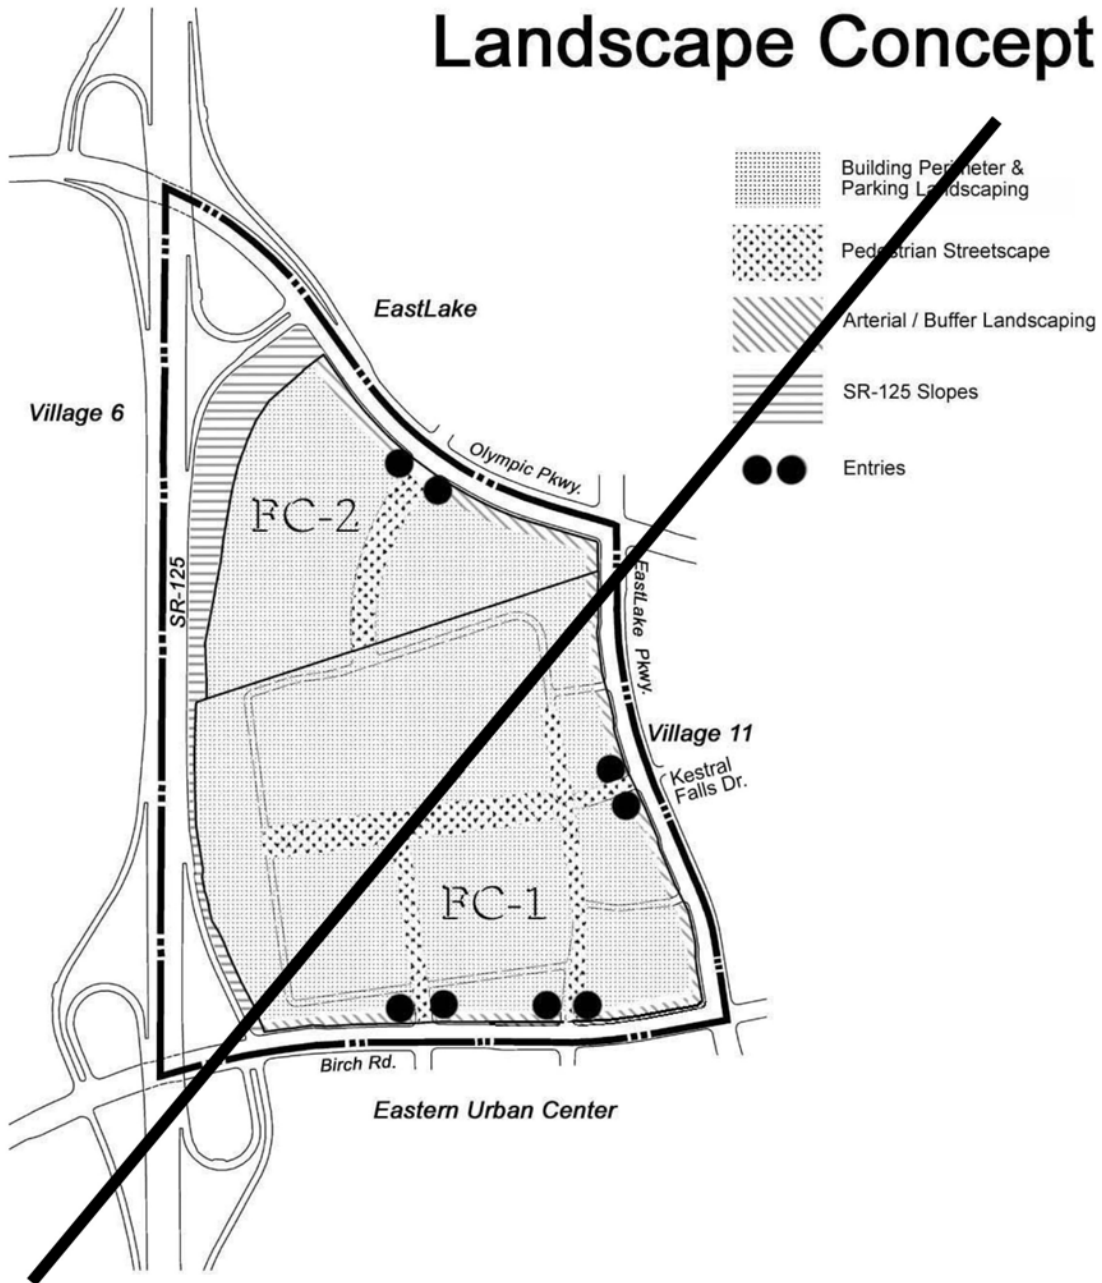 Landscape Concept
Building Perimeter &
Parking Landscaping
Pedestrian Streetscape
Arterial / Buffer Landscaping
SR-125 Slopes
Entries
EastLake
Village 6
Olympic Pkwy.
FC-2
SR-125
EastLake Pkwy.
Village 11
Kestral
Falls Dr.
FC-1
Birch Rd.
Eastern Urban Center